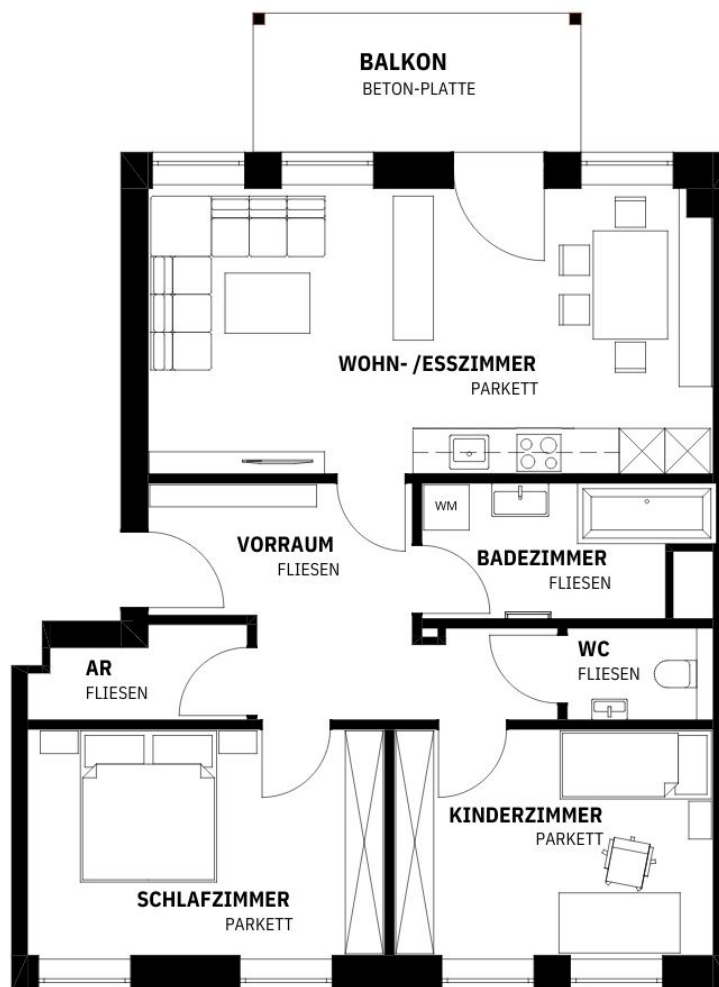 BALKON
BETON-PLATTE
WOHN- /ESSZIMMER
PARKETT
WM
VORRAUM
FLIESEN
BADEZIMMER
FLIESEN
AR
FLIESEN
WC
FLIESEN
KINDERZIMMER
PARKETT
SCHLAFZIMMER
PARKETT